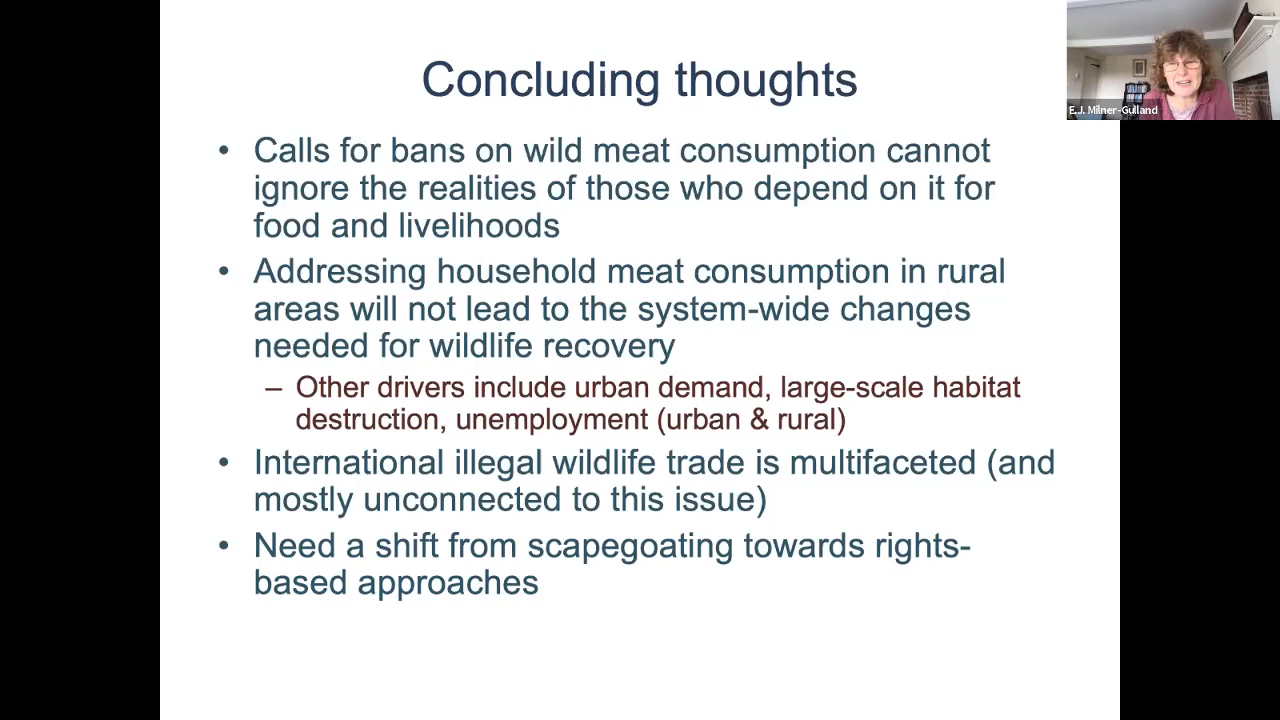 Concluding thoughts
E.J. Milner-Gulland
• Calls for bans on wild meat consumption cannot
ignore the realities of those who depend on it for
food and livelihoods
• Addressing household meat consumption in rural
areas will not lead to the system-wide changes
needed for wildlife recovery
– Other drivers include urban demand, large-scale habitat
destruction, unemployment (urban & rural)
• International illegal wildlife trade is multifaceted (and
mostly unconnected to this issue)
• Need a shift from scapegoating towards rights-
based approaches